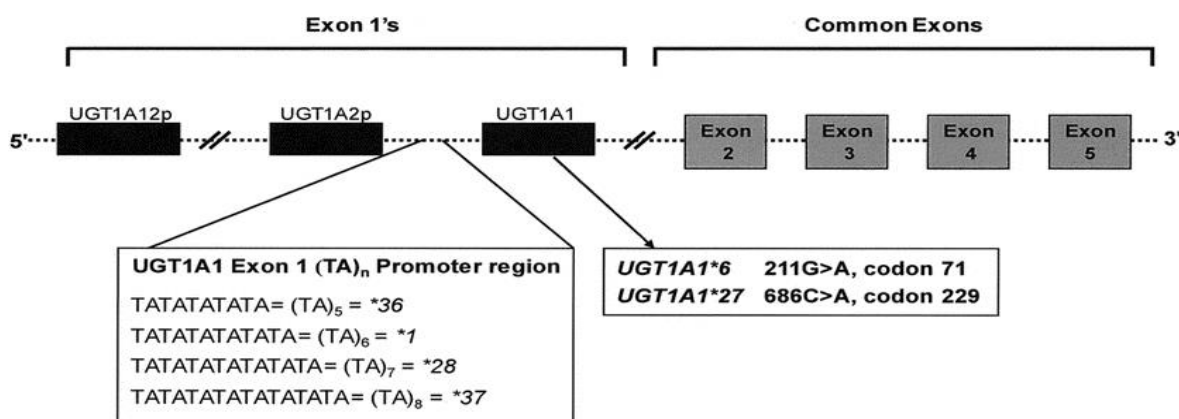 Exon 1's
Common Exons
UGT1A12p
UGT1A2p
UGT1A1
5'
Exon
2
Exon
3
Exon
4
Exon
5
3'
UGT1A1 Exon 1 (TA)n Promoter region
TATATATATA= (TA)5 = *36
TATATATATATA= (TA)6 = *1
TATATATATATATA= (TA)7 = *28
TATATATATATATATA= (TA)8 = *37
UGT1A1*6 211G>A, codon 71
UGT1A1*27 686C>A, codon 229